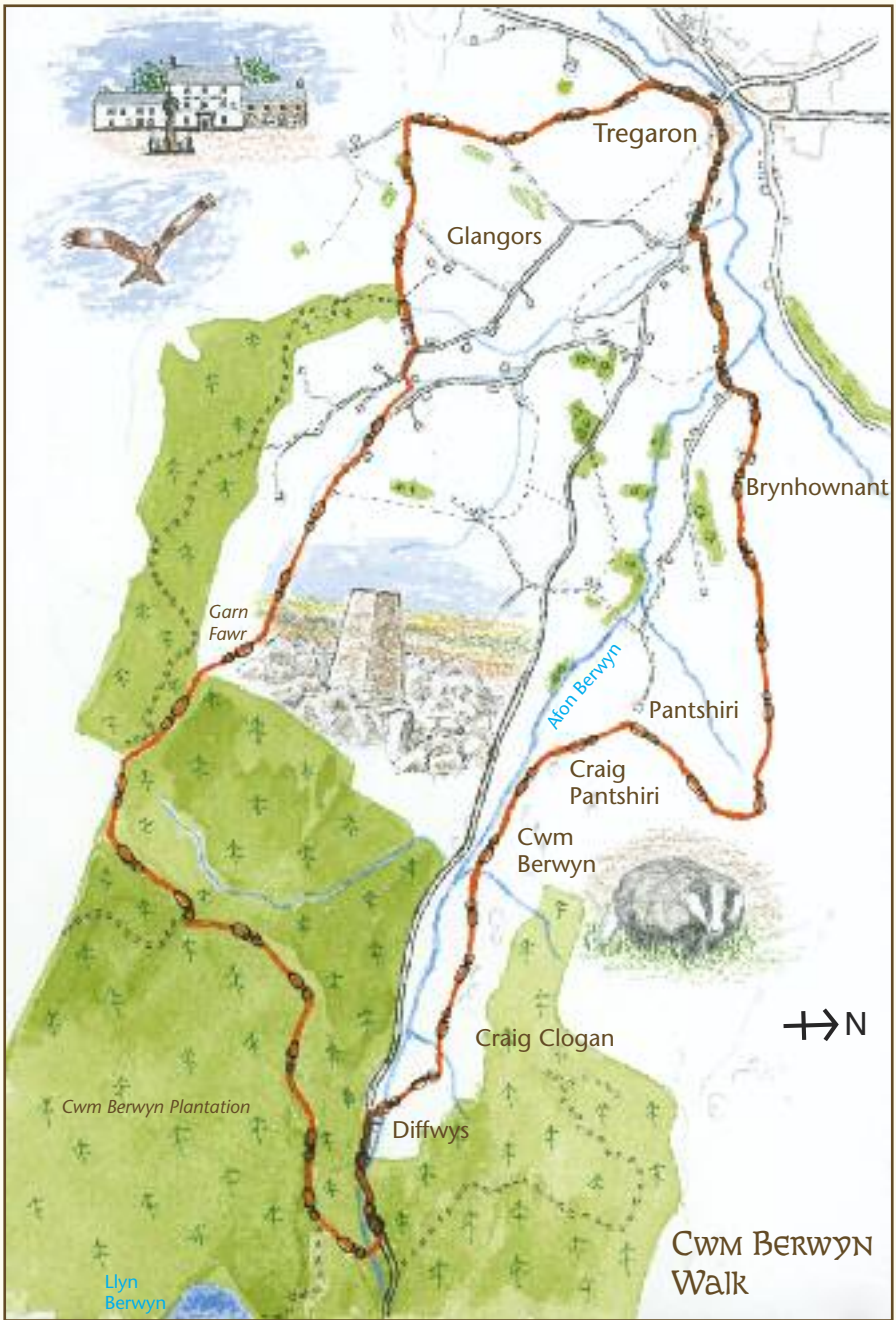 Tregaron
Glangors
Brynhownant
Garn
Fawr
Afon Berwyn
Pantshiri
Craig
Pantshiri
Cwm
Berwyn
N
Craig Clogan
Cwm Berwyn Plantation
Diffwys
Cwm Berwyn
Walk
Llyn
Berwyn